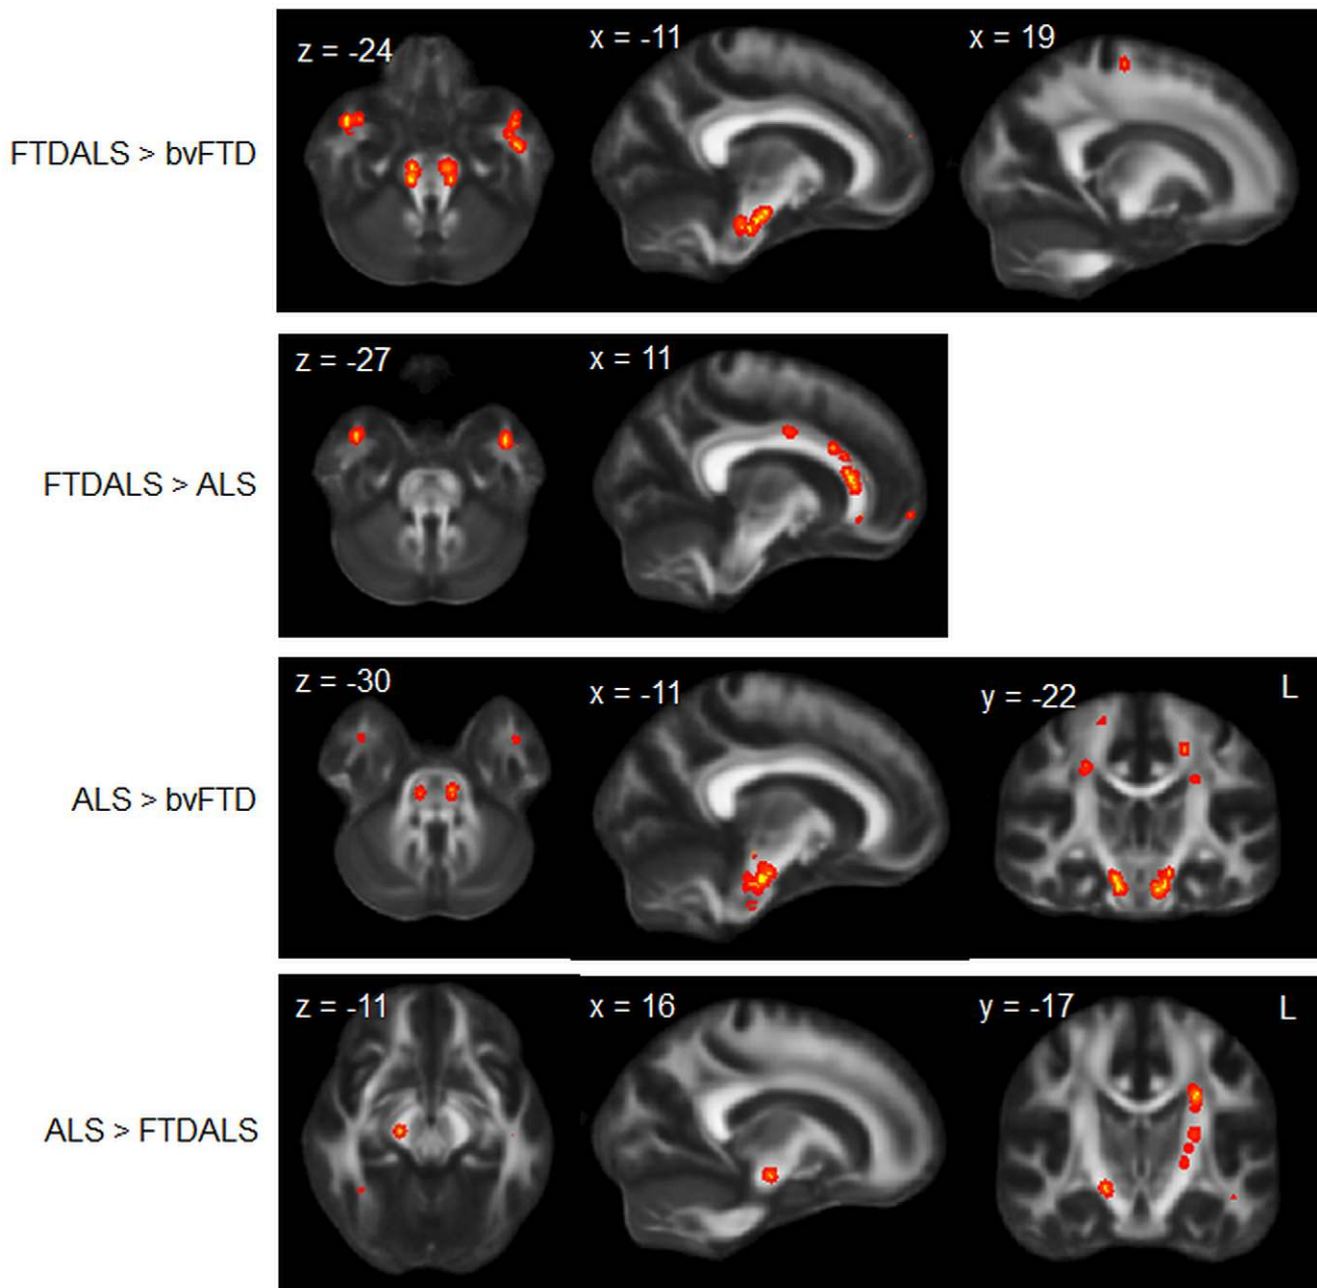 z = -24 x = -11 x = 19
FTDALS > bvFTD
z = -27 x = 11
FTDALS > ALS
z = -30 x = -11 y = -22 L
ALS > bvFTD
z = -11 x = 16 y = -17 L
ALS > FTDALS